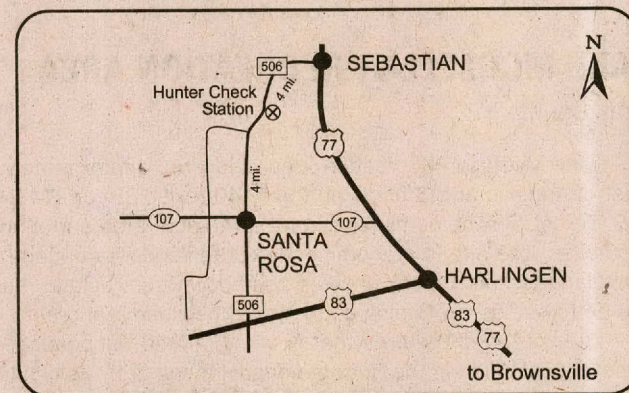 N
506
SEBASTIAN
Hunter Check
Station
4 mi.
77
4 mi.
107
107
SANTA
ROSA
HARLINGEN
506
83
83
77
to Brownsville